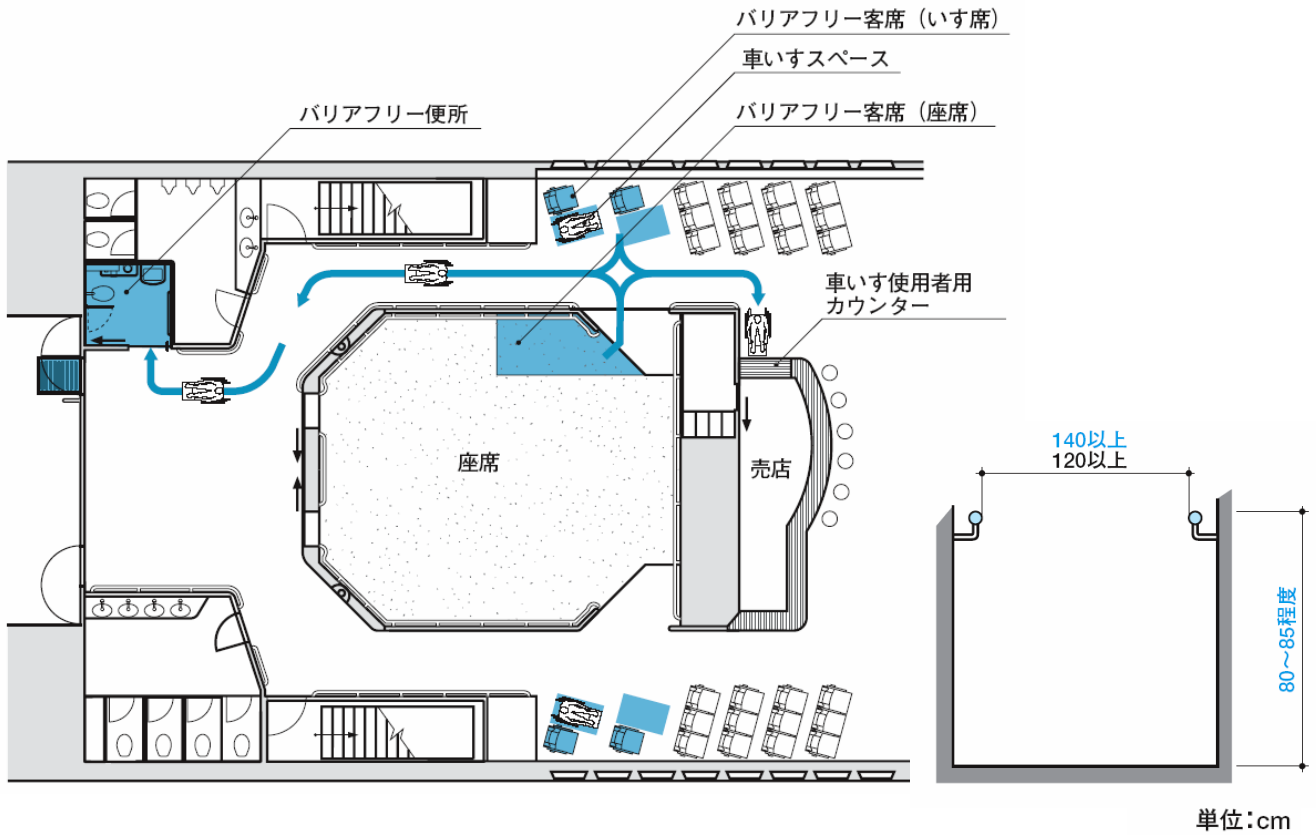 バリアフリー客席（いす席）
車いすスペース
バリアフリー便所
バリアフリー客席（座席）
車いす使用者用
カウンター
座席
売店
140以上
120以上
80～85程度
単位：cm